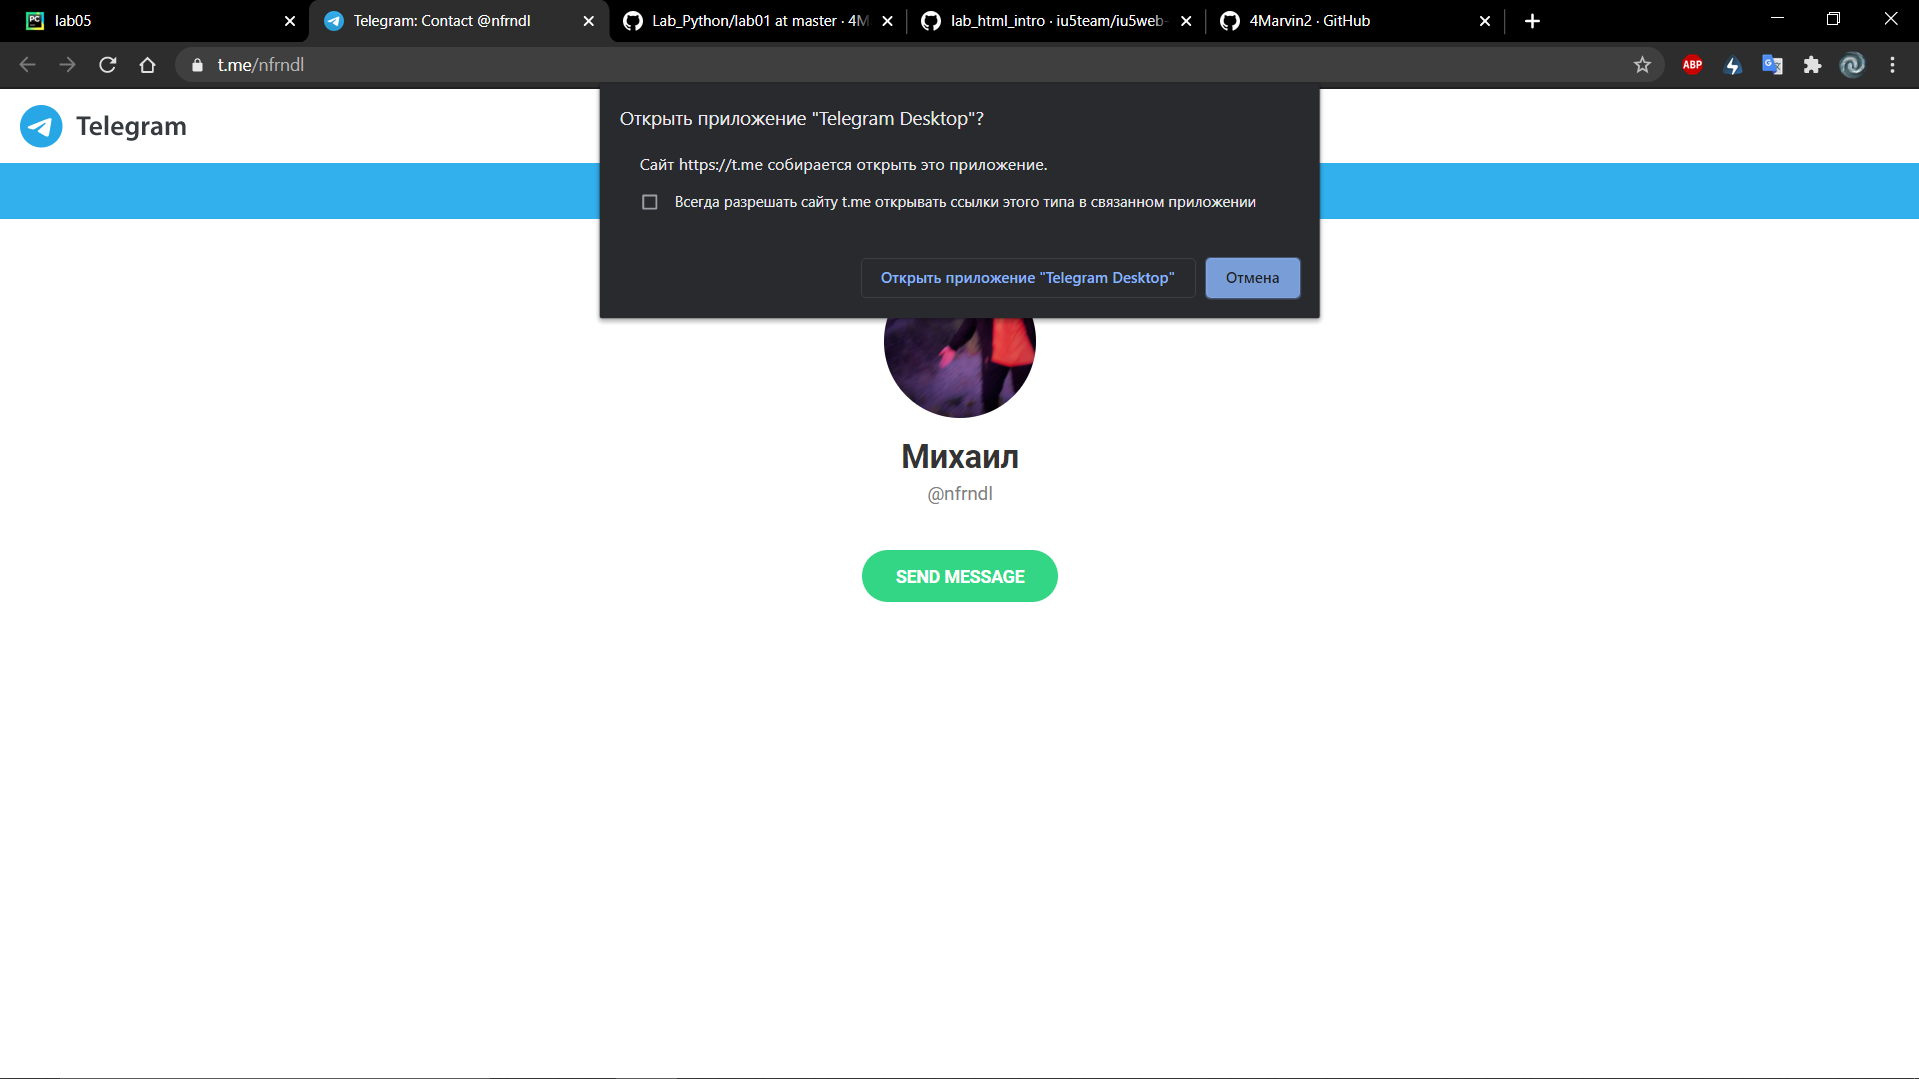 lab05
Telegram: Contact @nfrndl
Lab_Python/lab01 at master · 4M
lab_html_intro · iu5team/iu5web-
4Marvin2 · GitHub
t.me/nfrndl
ABP
Telegram
Открыть приложение "Telegram Desktop"?
Сайт https://t.me собирается открыть это приложение.
Всегда разрешать сайту t.me открывать ссылки этого типа в связанном приложении
Открыть приложение "Telegram Desktop"
Отмена
Михаил
@nfrndl
SEND MESSAGE